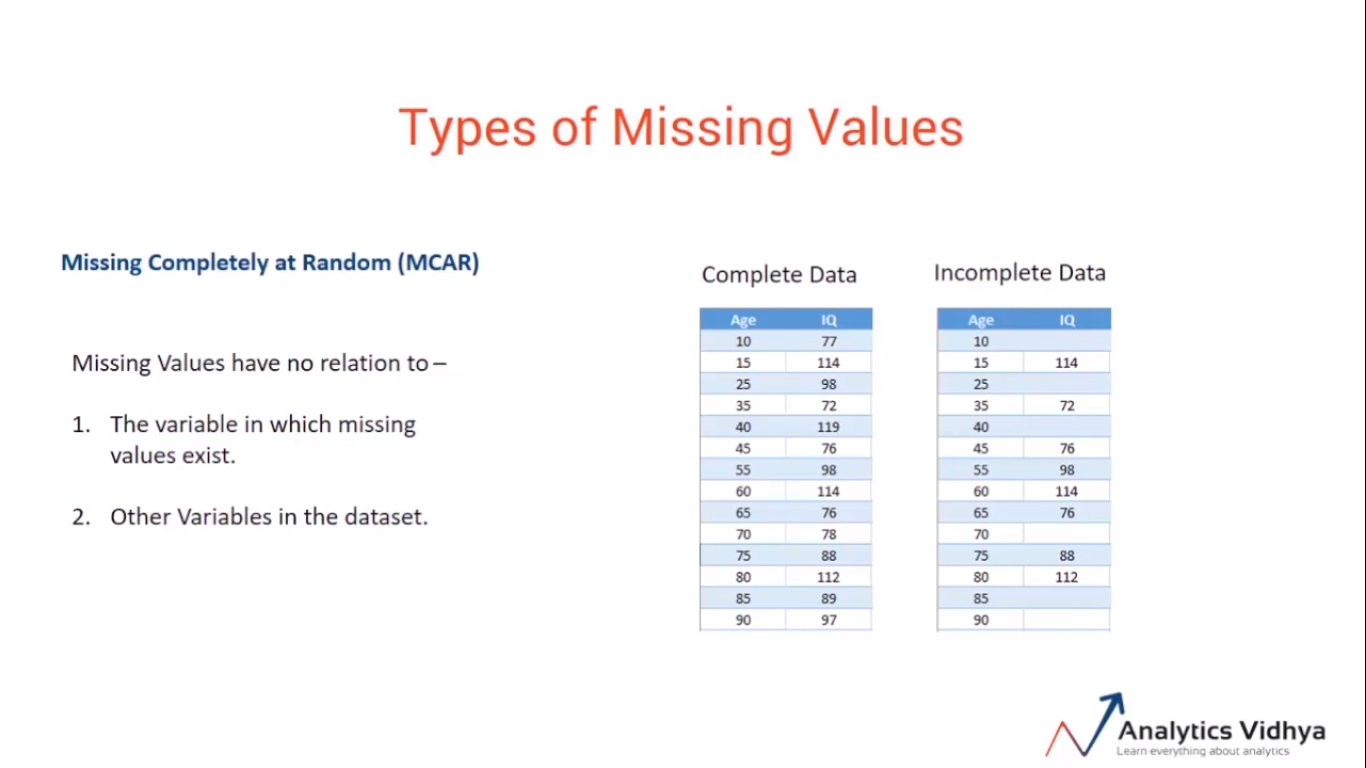 Types of Missing Values
Missing Completely at Random (MCAR)
Missing Values have no relation to –
1. The variable in which missing
values exist.
2. Other Variables in the dataset.
Complete Data
Age IQ
10 77
15 114
25 98
35 72
40 119
45 76
55 98
60 114
65 76
70 78
75 88
80 112
85 89
90 97
Incomplete Data
Age IQ
10
15 114
25
35 72
40
45 76
55 98
60 114
65 76
70
75 88
80 112
85
90
Analytics Vidhya
Learn everything about analytics